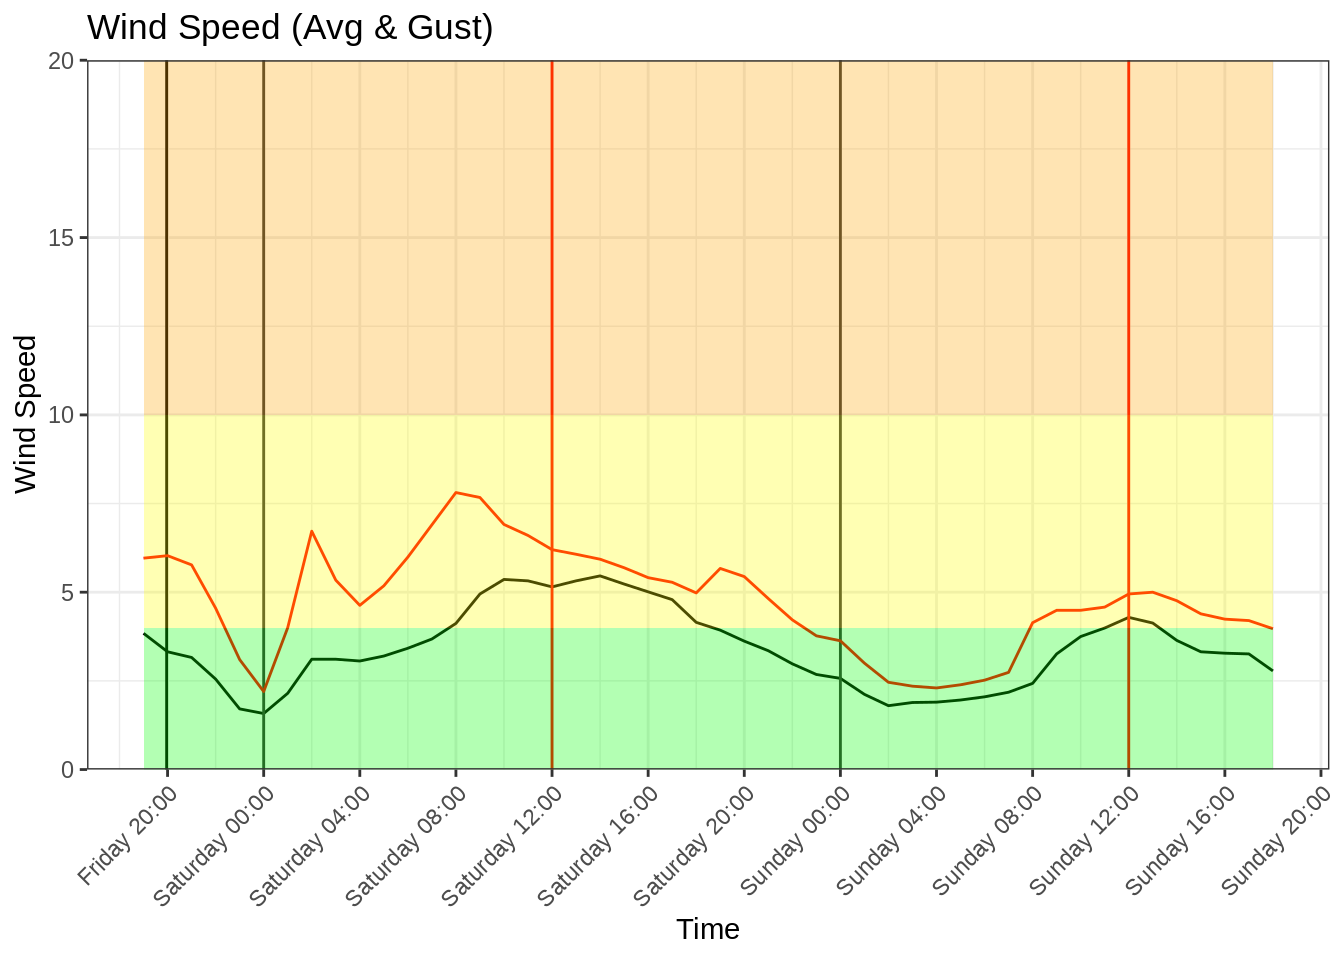 Wind Speed (Avg & Gust)
20
15
10
5
0
Wind Speed
Friday 20:00
Saturday 00:00
Saturday 04:00
Saturday 08:00
Saturday 12:00
Saturday 16:00
Saturday 20:00
Sunday 00:00
Sunday 04:00
Sunday 08:00
Sunday 12:00
Sunday 16:00
Sunday 20:00
Time